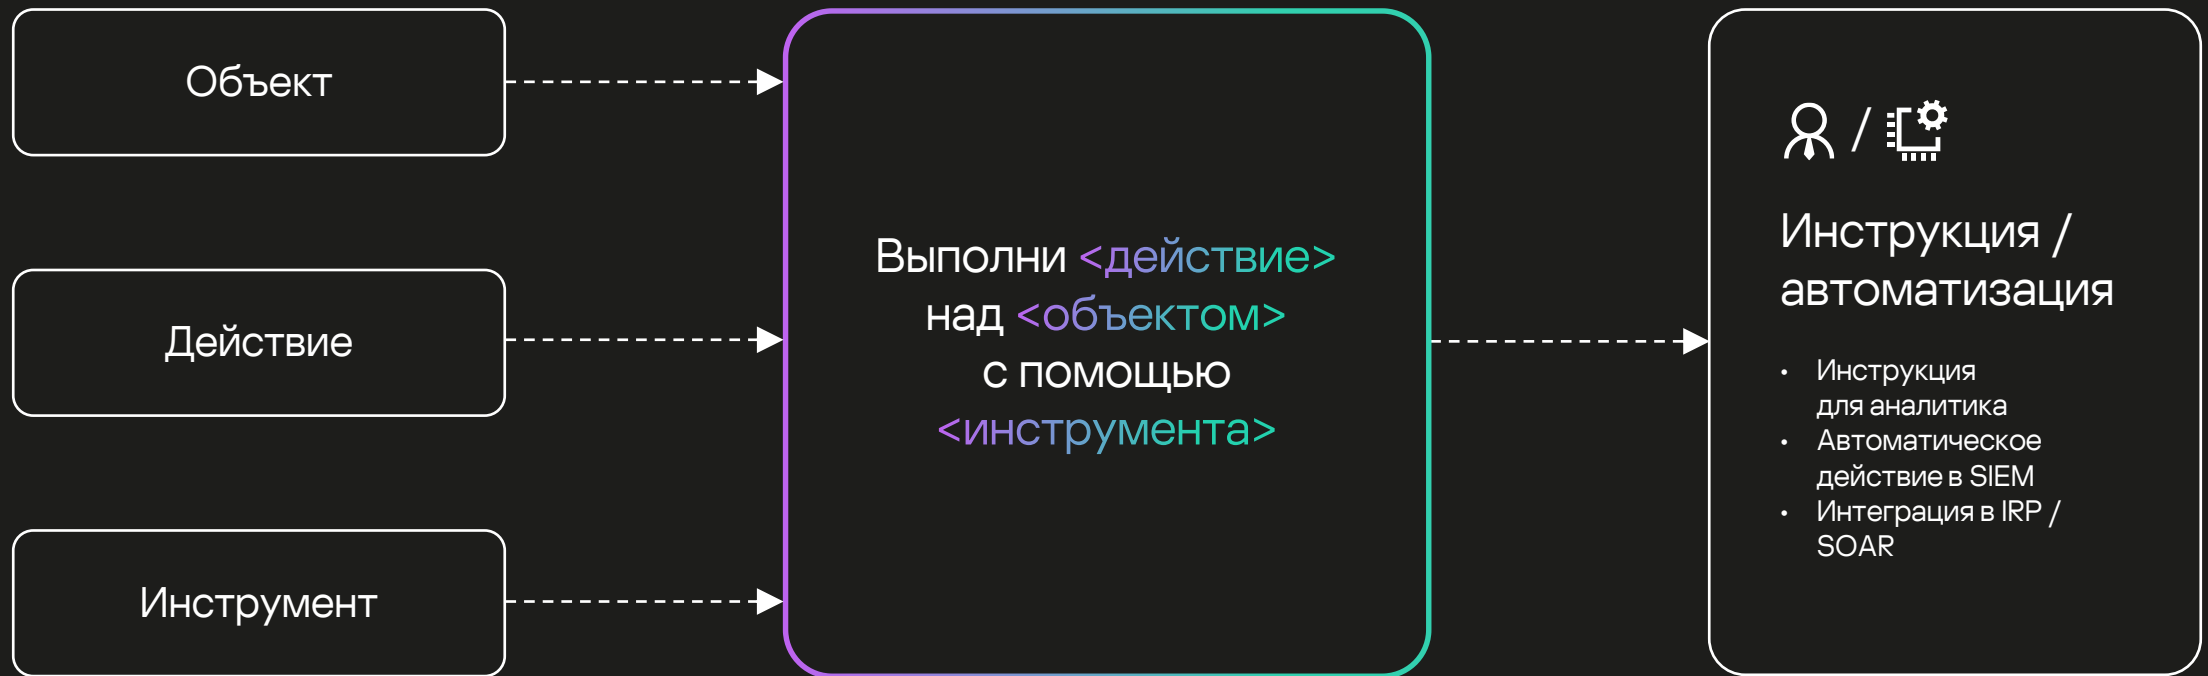 Объект
Действие
Инструмент
Выполни <действие>
над <объектом>
с помощью
<инструмента>
/
Инструкция /
автоматизация
• Инструкция
для аналитика
• Автоматическое
действие в SIEM
• Интеграция в IRP /
SOAR